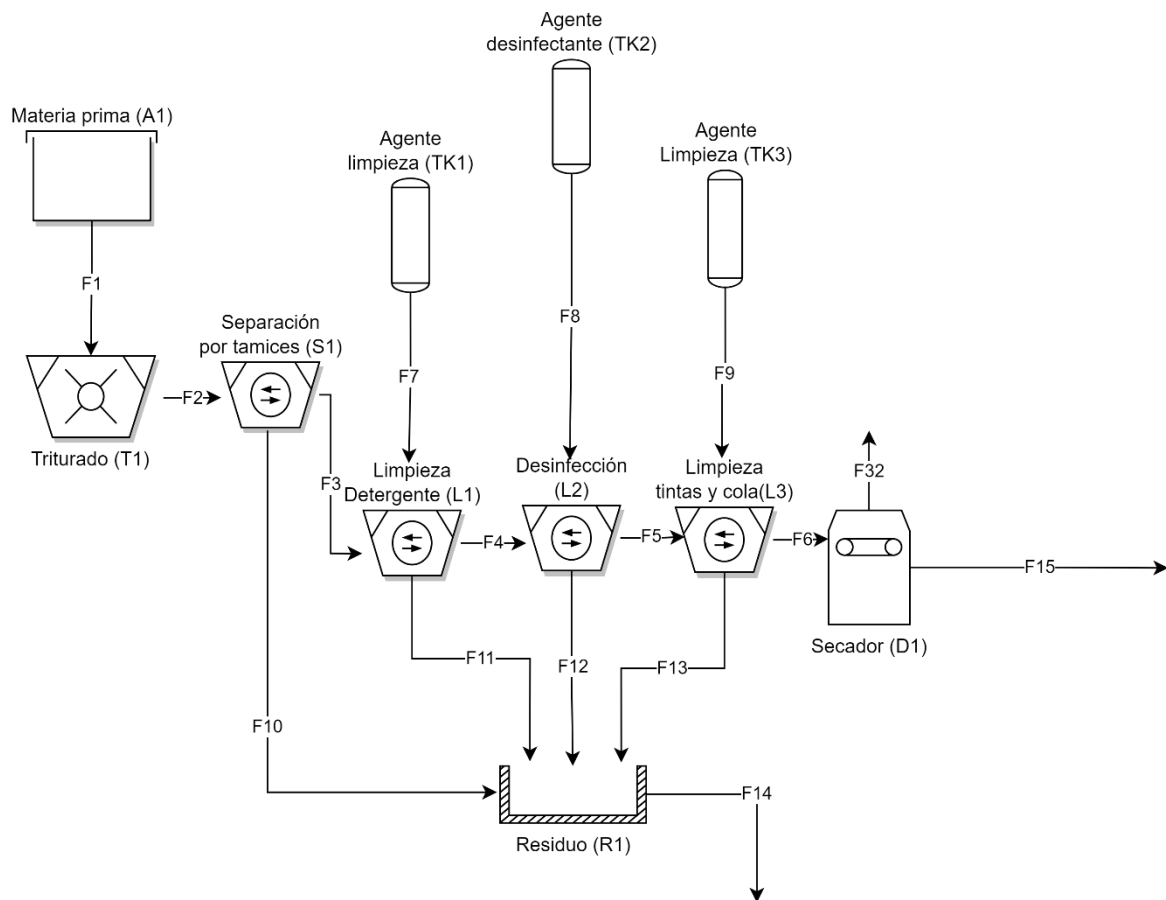 Agente
desinfectante (TK2)
Materia prima (A1)
Agente
limpieza (TK1)
Agente
Limpieza (TK3)
F1
F8
Separación
por tamices (S1)
F7
F9
F2
Triturado (T1)
F3
Limpieza
Detergente (L1)
Desinfección
(L2)
Limpieza
tintas y cola(L3)
F32
F4
F5
F6
F15
Secador (D1)
F11
F12
F13
F10
F14
Residuo (R1)